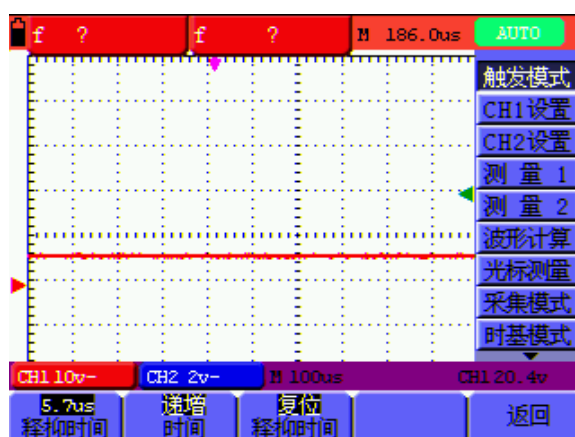 f ?
f ?
M 186.0us
AUTO
触发模式
CH1设置
CH2设置
测 量 1
测 量 2
波形计算
光标测量
采集模式
时基模式
CH1 10v-
CH2 2v-
M 100us
CH1 20.4v
5.7us
释抑时间
递增
时间
复位
释抑时间
返回